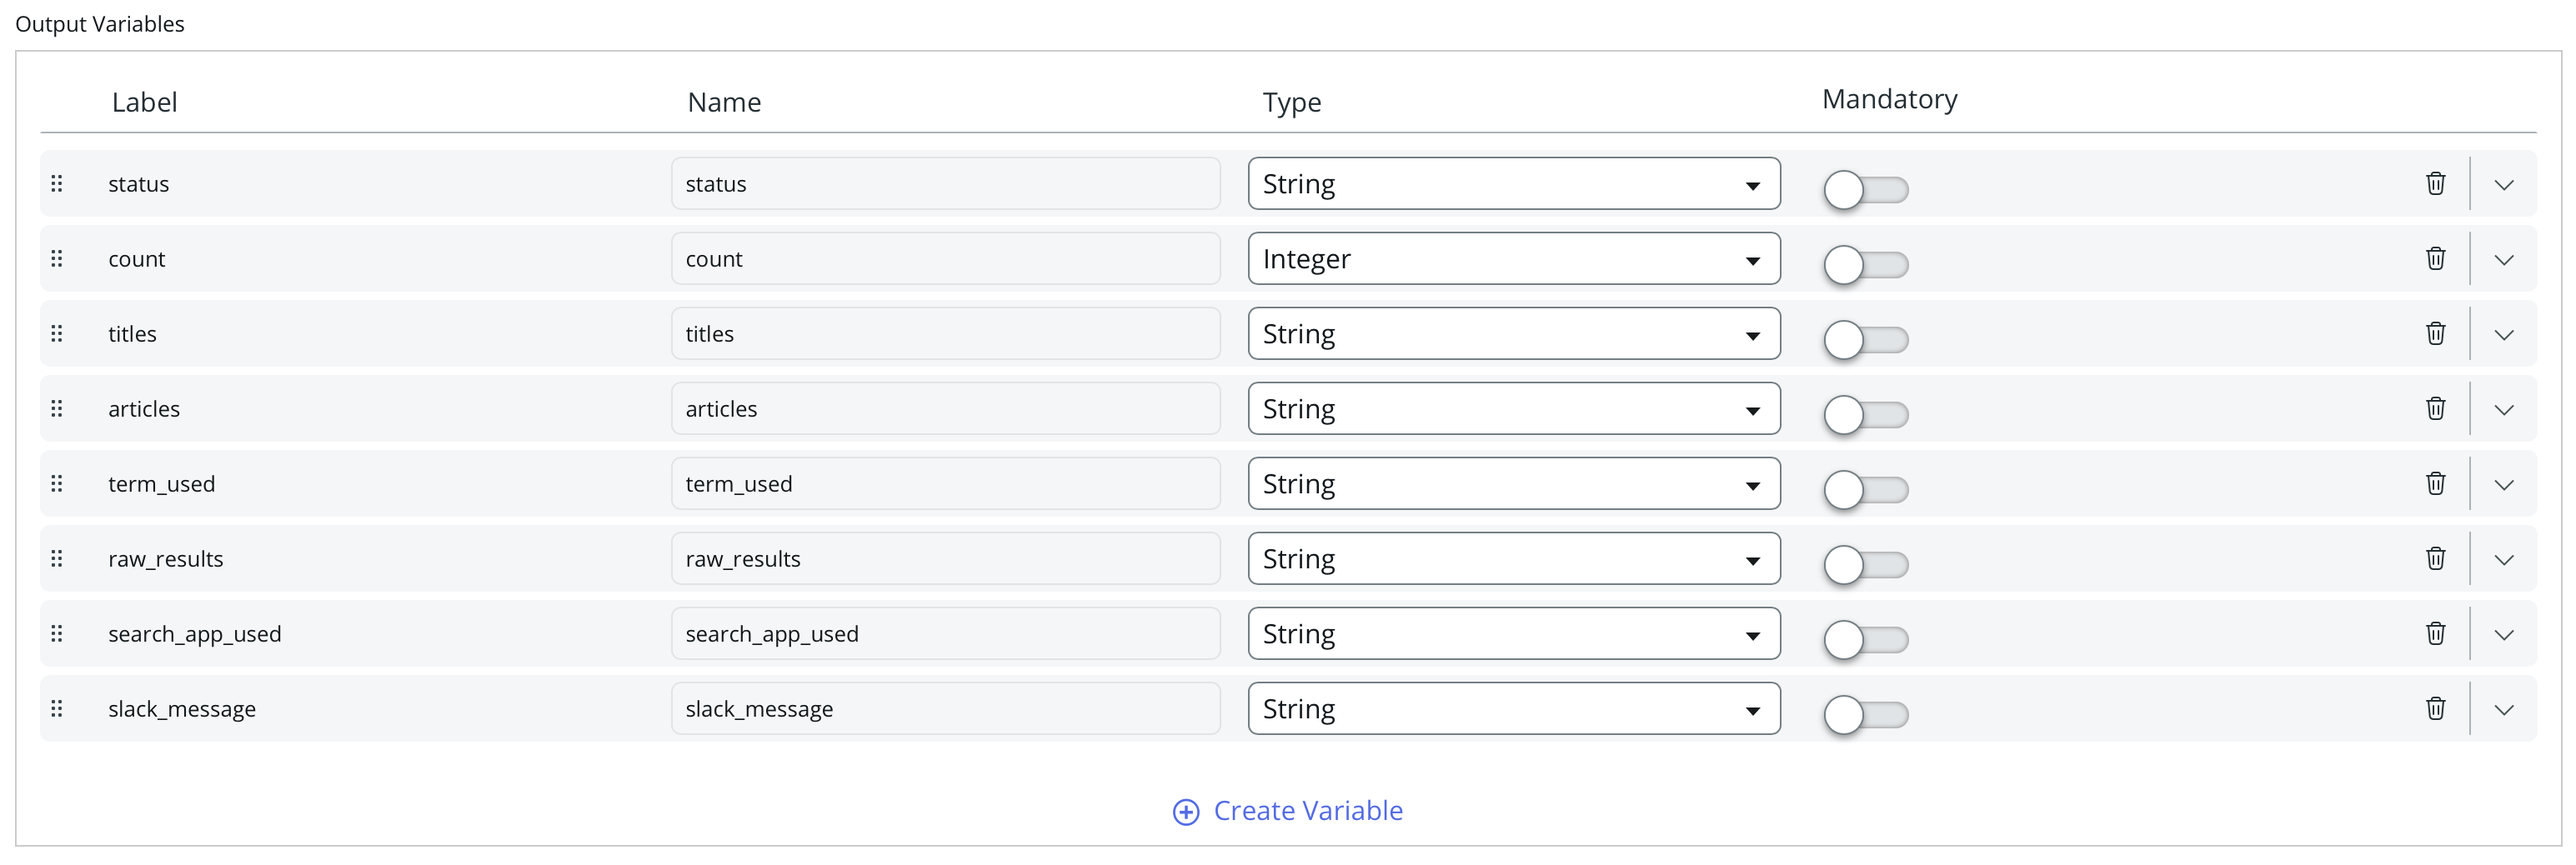 Output Variables
Label Name Type Mandatory
status status String
count count Integer
titles titles String
articles articles String
term_used term_used String
raw_results raw_results String
search_app_used search_app_used String
slack_message slack_message String
Create Variable